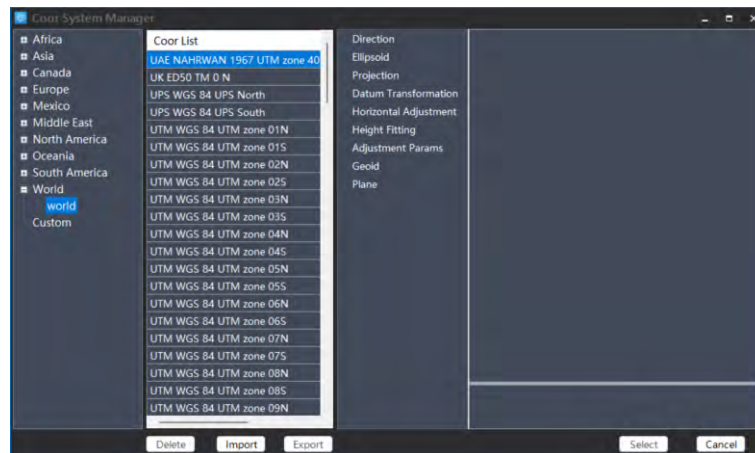 Coor System Manager
Africa
Asia
Canada
Europe
Mexico
Middle East
North America
Oceania
South America
World
world
Custom
Coor List
UAE NAHRWAN 1967 UTM zone 40
UK ED50 TM 0 N
UPS WGS 84 UPS North
UPS WGS 84 UPS South
UTM WGS 84 UTM zone 01N
UTM WGS 84 UTM zone 01S
UTM WGS 84 UTM zone 02N
UTM WGS 84 UTM zone 02S
UTM WGS 84 UTM zone 03N
UTM WGS 84 UTM zone 03S
UTM WGS 84 UTM zone 04N
UTM WGS 84 UTM zone 04S
UTM WGS 84 UTM zone 05N
UTM WGS 84 UTM zone 05S
UTM WGS 84 UTM zone 06N
UTM WGS 84 UTM zone 06S
UTM WGS 84 UTM zone 07N
UTM WGS 84 UTM zone 07S
UTM WGS 84 UTM zone 08N
UTM WGS 84 UTM zone 08S
UTM WGS 84 UTM zone 09N
Direction
Ellipsoid
Projection
Datum Transformation
Horizontal Adjustment
Height Fitting
Adjustment Params
Geoid
Plane
Delete Import Export Select Cancel